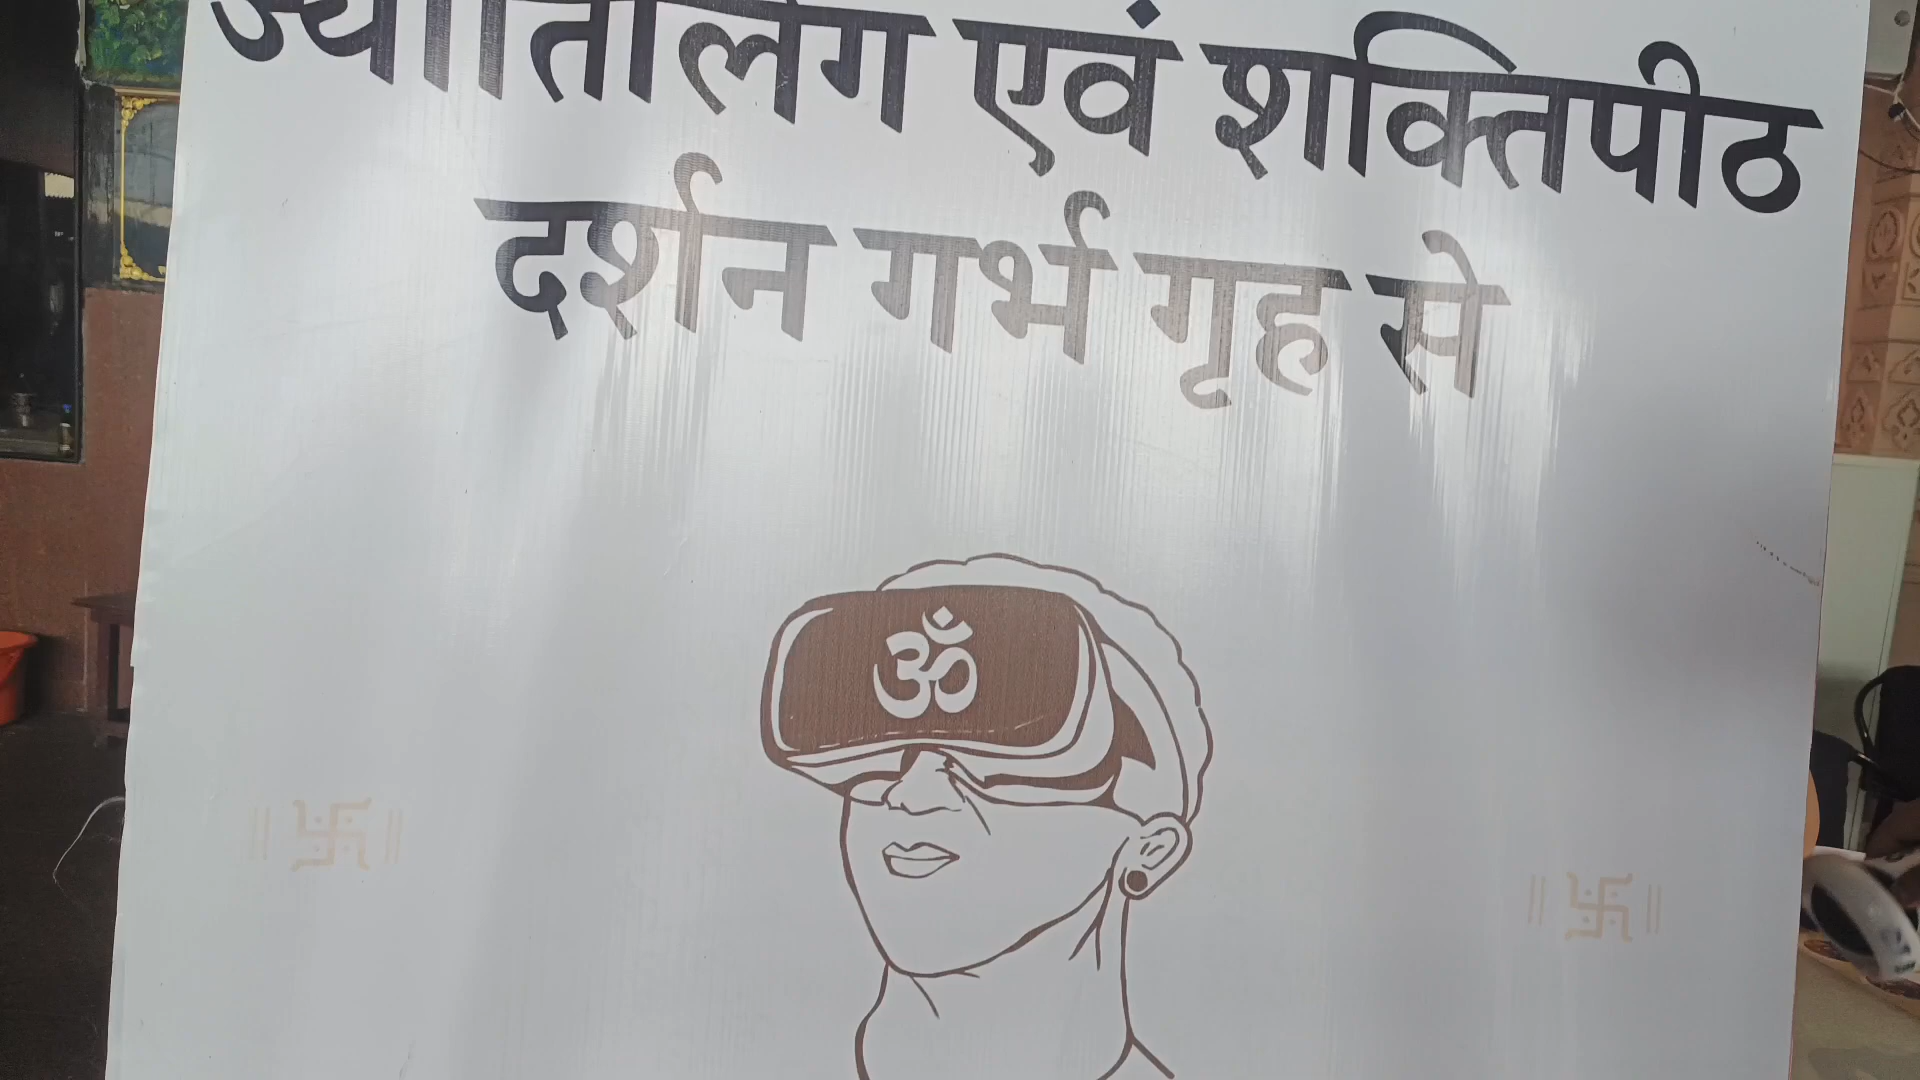 ज्योतिर्लिंग एवं शक्तिपीठ
दर्शन गर्भ गृह से
ॐ